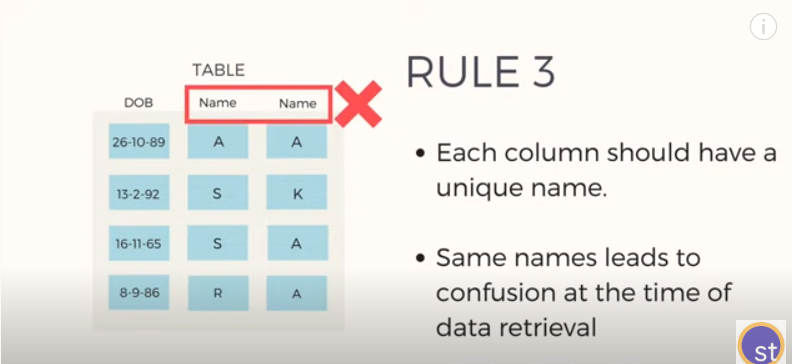 TABLE
DOB Name Name
26-10-89 A A
13-2-92 S K
16-11-65 S A
8-9-86 R A
RULE 3
• Each column should have a
unique name.
• Same names leads to
confusion at the time of
data retrieval
i
st